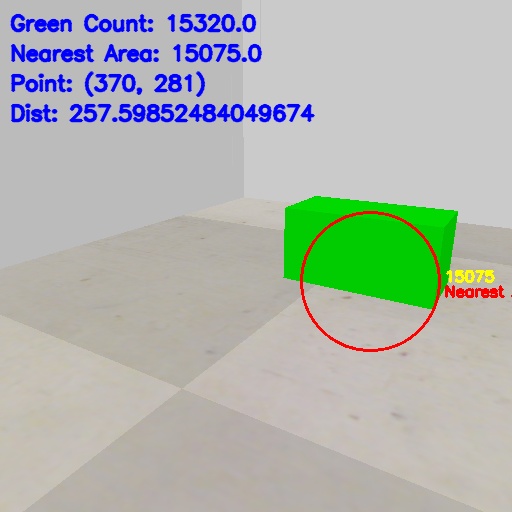 Green Count: 15320.0
Nearest Area: 15075.0
Point: (370, 281)
Dist: 257.59852484049674
15075
Nearest